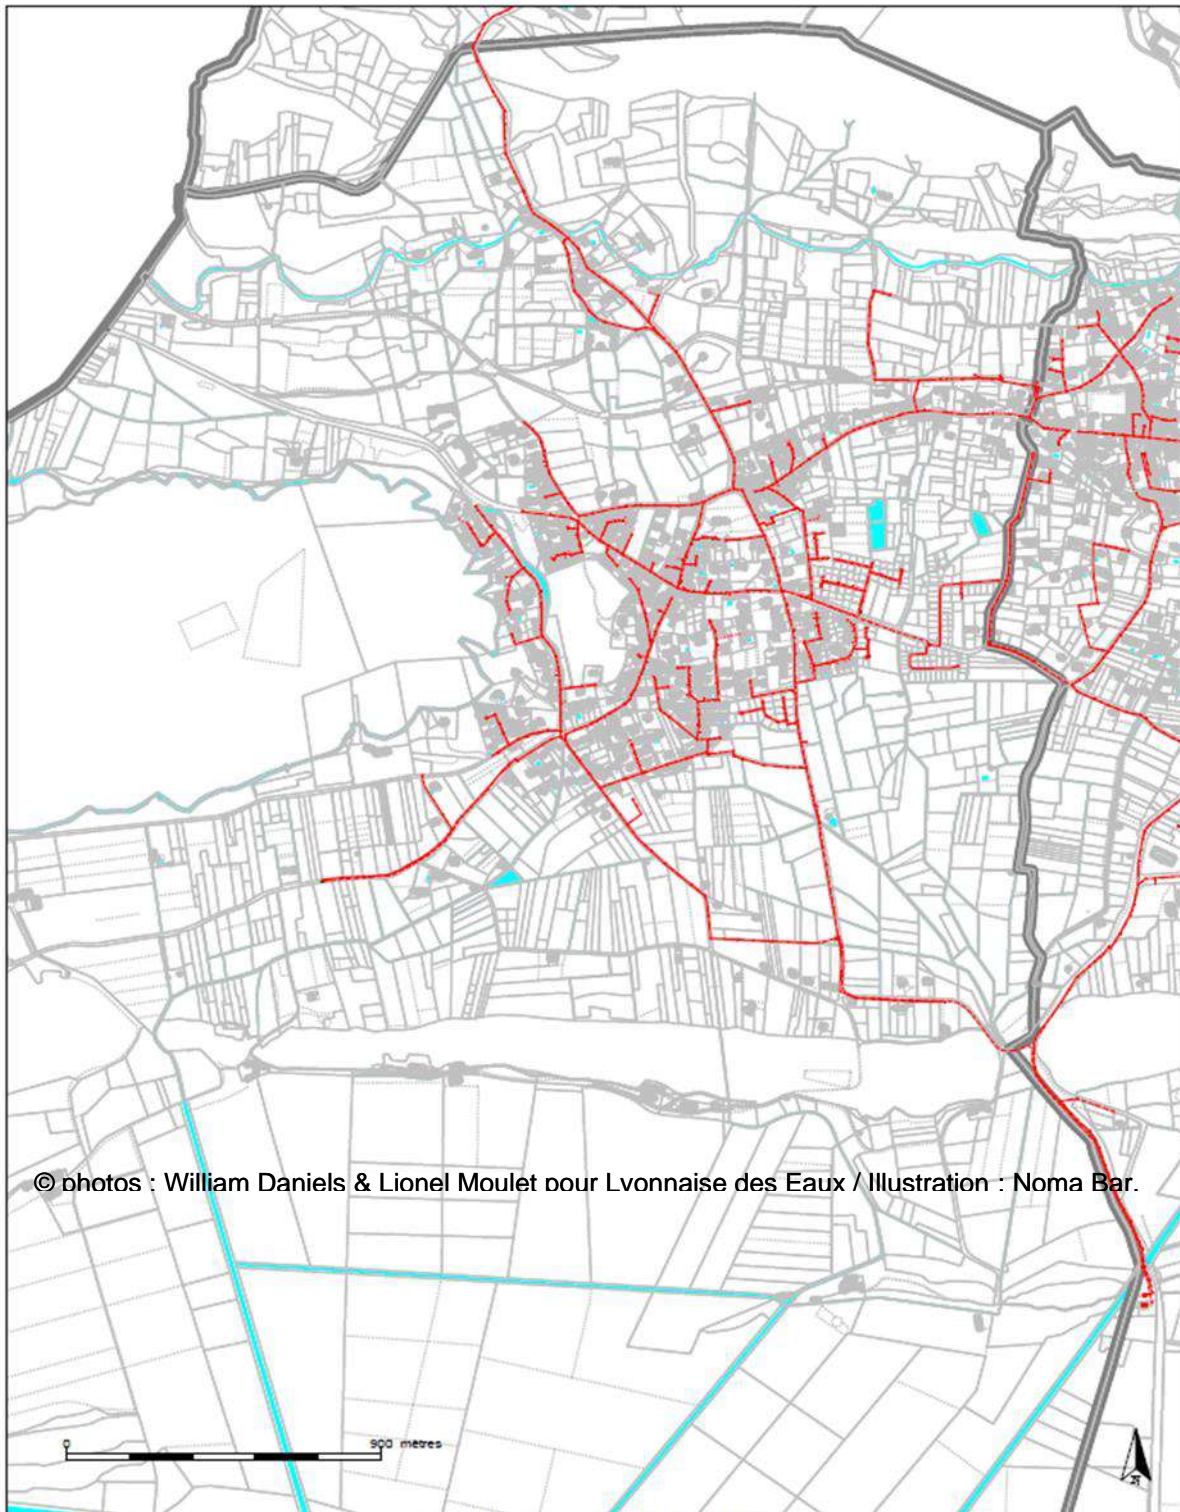 © photos : William Daniels & Lionel Moulet pour Lyonnaise des Eaux / Illustration : Noma Bar.
0 900 mètres
N